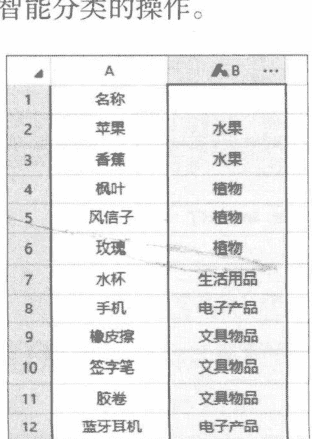 智能分类的操作。
A B ...
1 名称
2 苹果 水果
3 香蕉 水果
4 枫叶 植物
5 风信子 植物
6 玫瑰 植物
7 水杯 生活用品
8 手机 电子产品
9 橡皮擦 文具物品
10 签字笔 文具物品
11 胶卷 文具物品
12 蓝牙耳机 电子产品